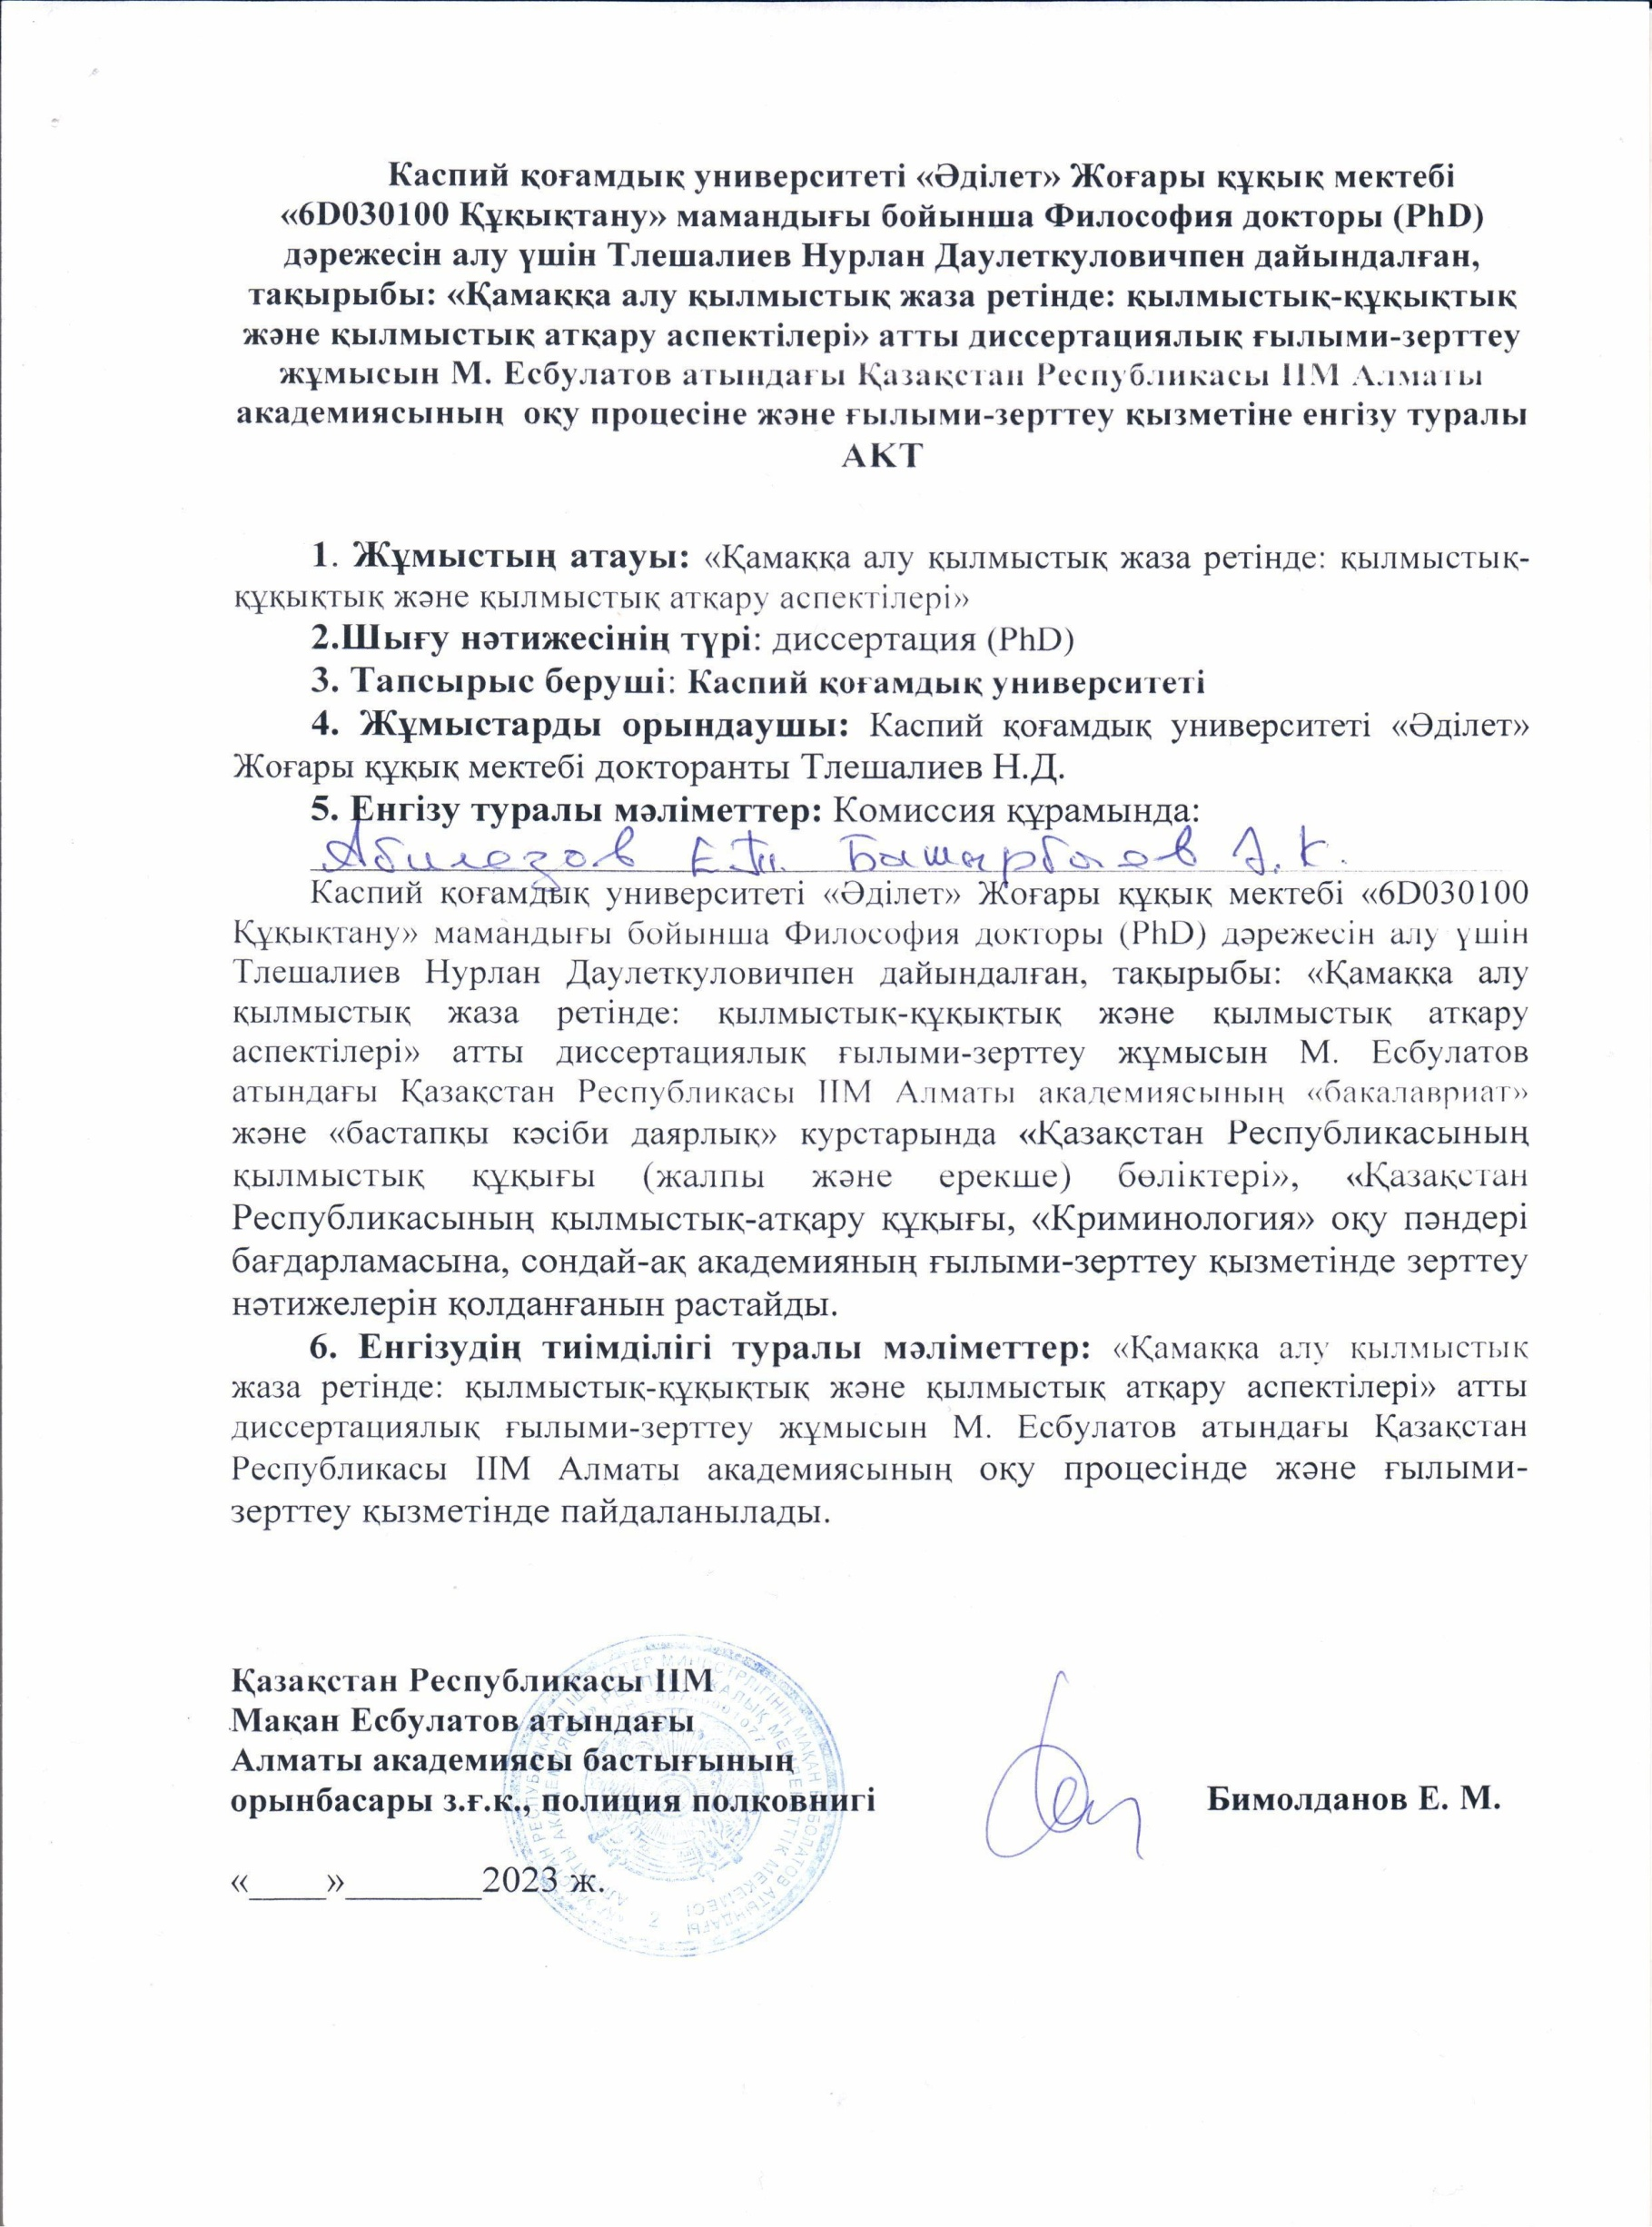 Каспий қоғамдық университеті «Әділет» Жоғары құқық мектебі
«6D030100 Құқықтану» мамандығы бойынша Философия докторы (PhD)
дәрежесін алу үшін Тлешалиев Нурлан Даулеткуловичпен дайындалған,
тақырыбы: «Қамаққа алу қылмыстық жаза ретінде: қылмыстық-құқықтық
және қылмыстық атқару аспектілері» атты диссертациялық ғылыми-зерттеу
жұмысын М. Есбулатов атындағы Қазақстан Республикасы ІІМ Алматы
академиясының оқу процесіне және ғылыми-зерттеу қызметіне енгізу туралы
АКТ
1. Жұмыстың атауы: «Қамаққа алу қылмыстық жаза ретінде: қылмыстық-
құқықтық және қылмыстық атқару аспектілері»
2.Шығу нәтижесінің түрі: диссертация (PhD)
3. Тапсырыс беруші: Каспий қоғамдық университеті
4. Жұмыстарды орындаушы: Каспий қоғамдық университеті «Әділет»
Жоғары құқық мектебі докторанты Тлешалиев Н.Д.
5. Енгізу туралы мәліметтер: Комиссия құрамында:
Абилезов Е.Т.
Каспий қоғамдық университеті «Әділет» Жоғары құқық мектебі «6D030100
Құқықтану» мамандығы бойынша Философия докторы (PhD) дәрежесін алу үшін
Тлешалиев Нурлан Даулеткуловичпен дайындалған, тақырыбы: «Қамаққа алу
қылмыстық жаза ретінде: қылмыстық-құқықтық және қылмыстық атқару
аспектілері» атты диссертациялық ғылыми-зерттеу жұмысын М. Есбулатов
атындағы Қазақстан Республикасы ІІМ Алматы академиясының «бакалавриат»
және «бастапқы кәсіби даярлық» курстарында «Қазақстан Республикасының
қылмыстық құқығы (жалпы және ерекше) бөліктері», «Қазақстан
Республикасының қылмыстық-атқару құқығы, «Криминология» оқу пәндері
бағдарламасына, сондай-ақ академияның ғылыми-зерттеу қызметінде зерттеу
нәтижелерін қолданғанын растайды.
6. Енгізудің тиімділігі туралы мәліметтер: «Қамаққа алу қылмыстық
жаза ретінде: қылмыстық-құқықтық және қылмыстық атқару аспектілері» атты
диссертациялық ғылыми-зерттеу жұмысын М. Есбулатов атындағы Қазақстан
Республикасы ІІМ Алматы академиясының оқу процесінде және ғылыми-
зерттеу қызметінде пайдаланылады.
Қазақстан Республикасы ІІМ
Мақан Есбулатов атындағы
Алматы академиясы бастығының
орынбасары з.ғ.к., полиция полковнигі
Бимолданов Е. М.
«____»_______2023 ж.